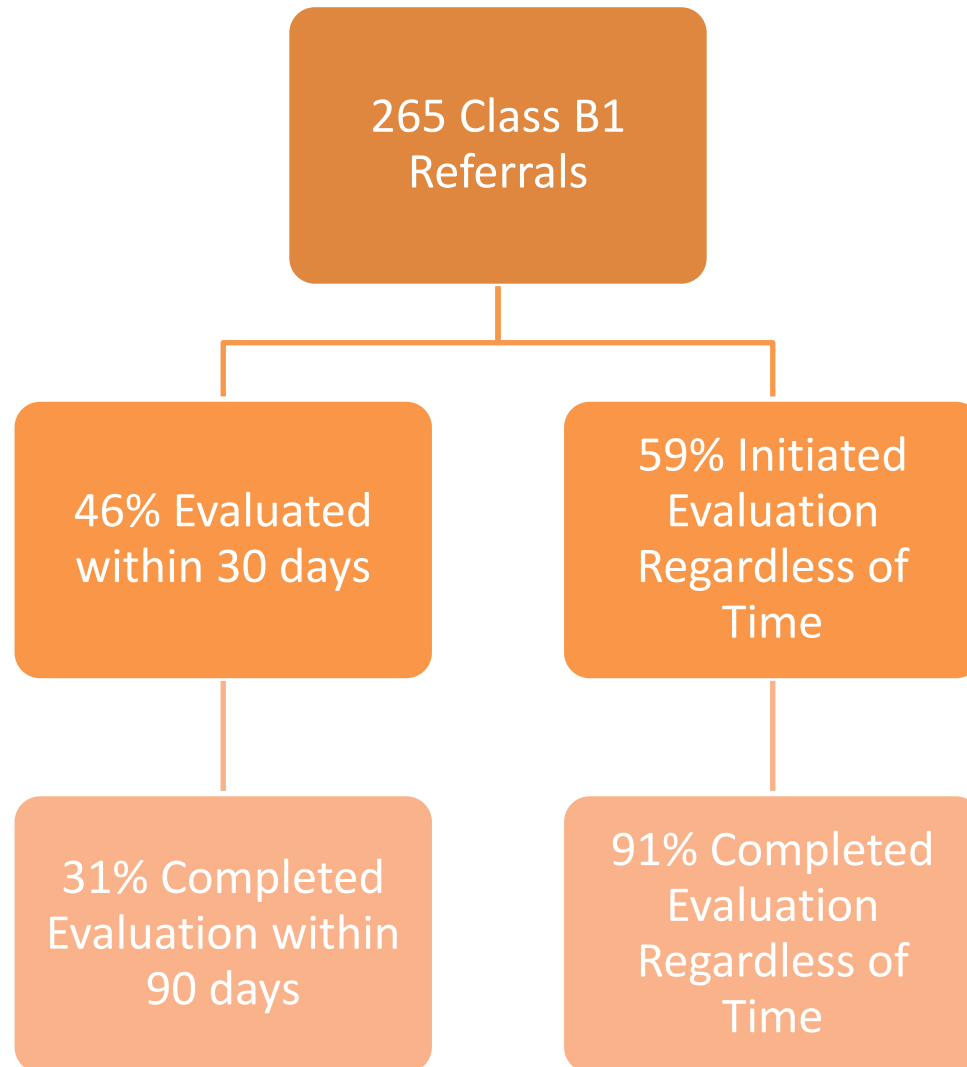 265 Class B1
Referrals
46% Evaluated
within 30 days
59% Initiated
Evaluation
Regardless of
Time
31% Completed
Evaluation within
90 days
91% Completed
Evaluation
Regardless of
Time